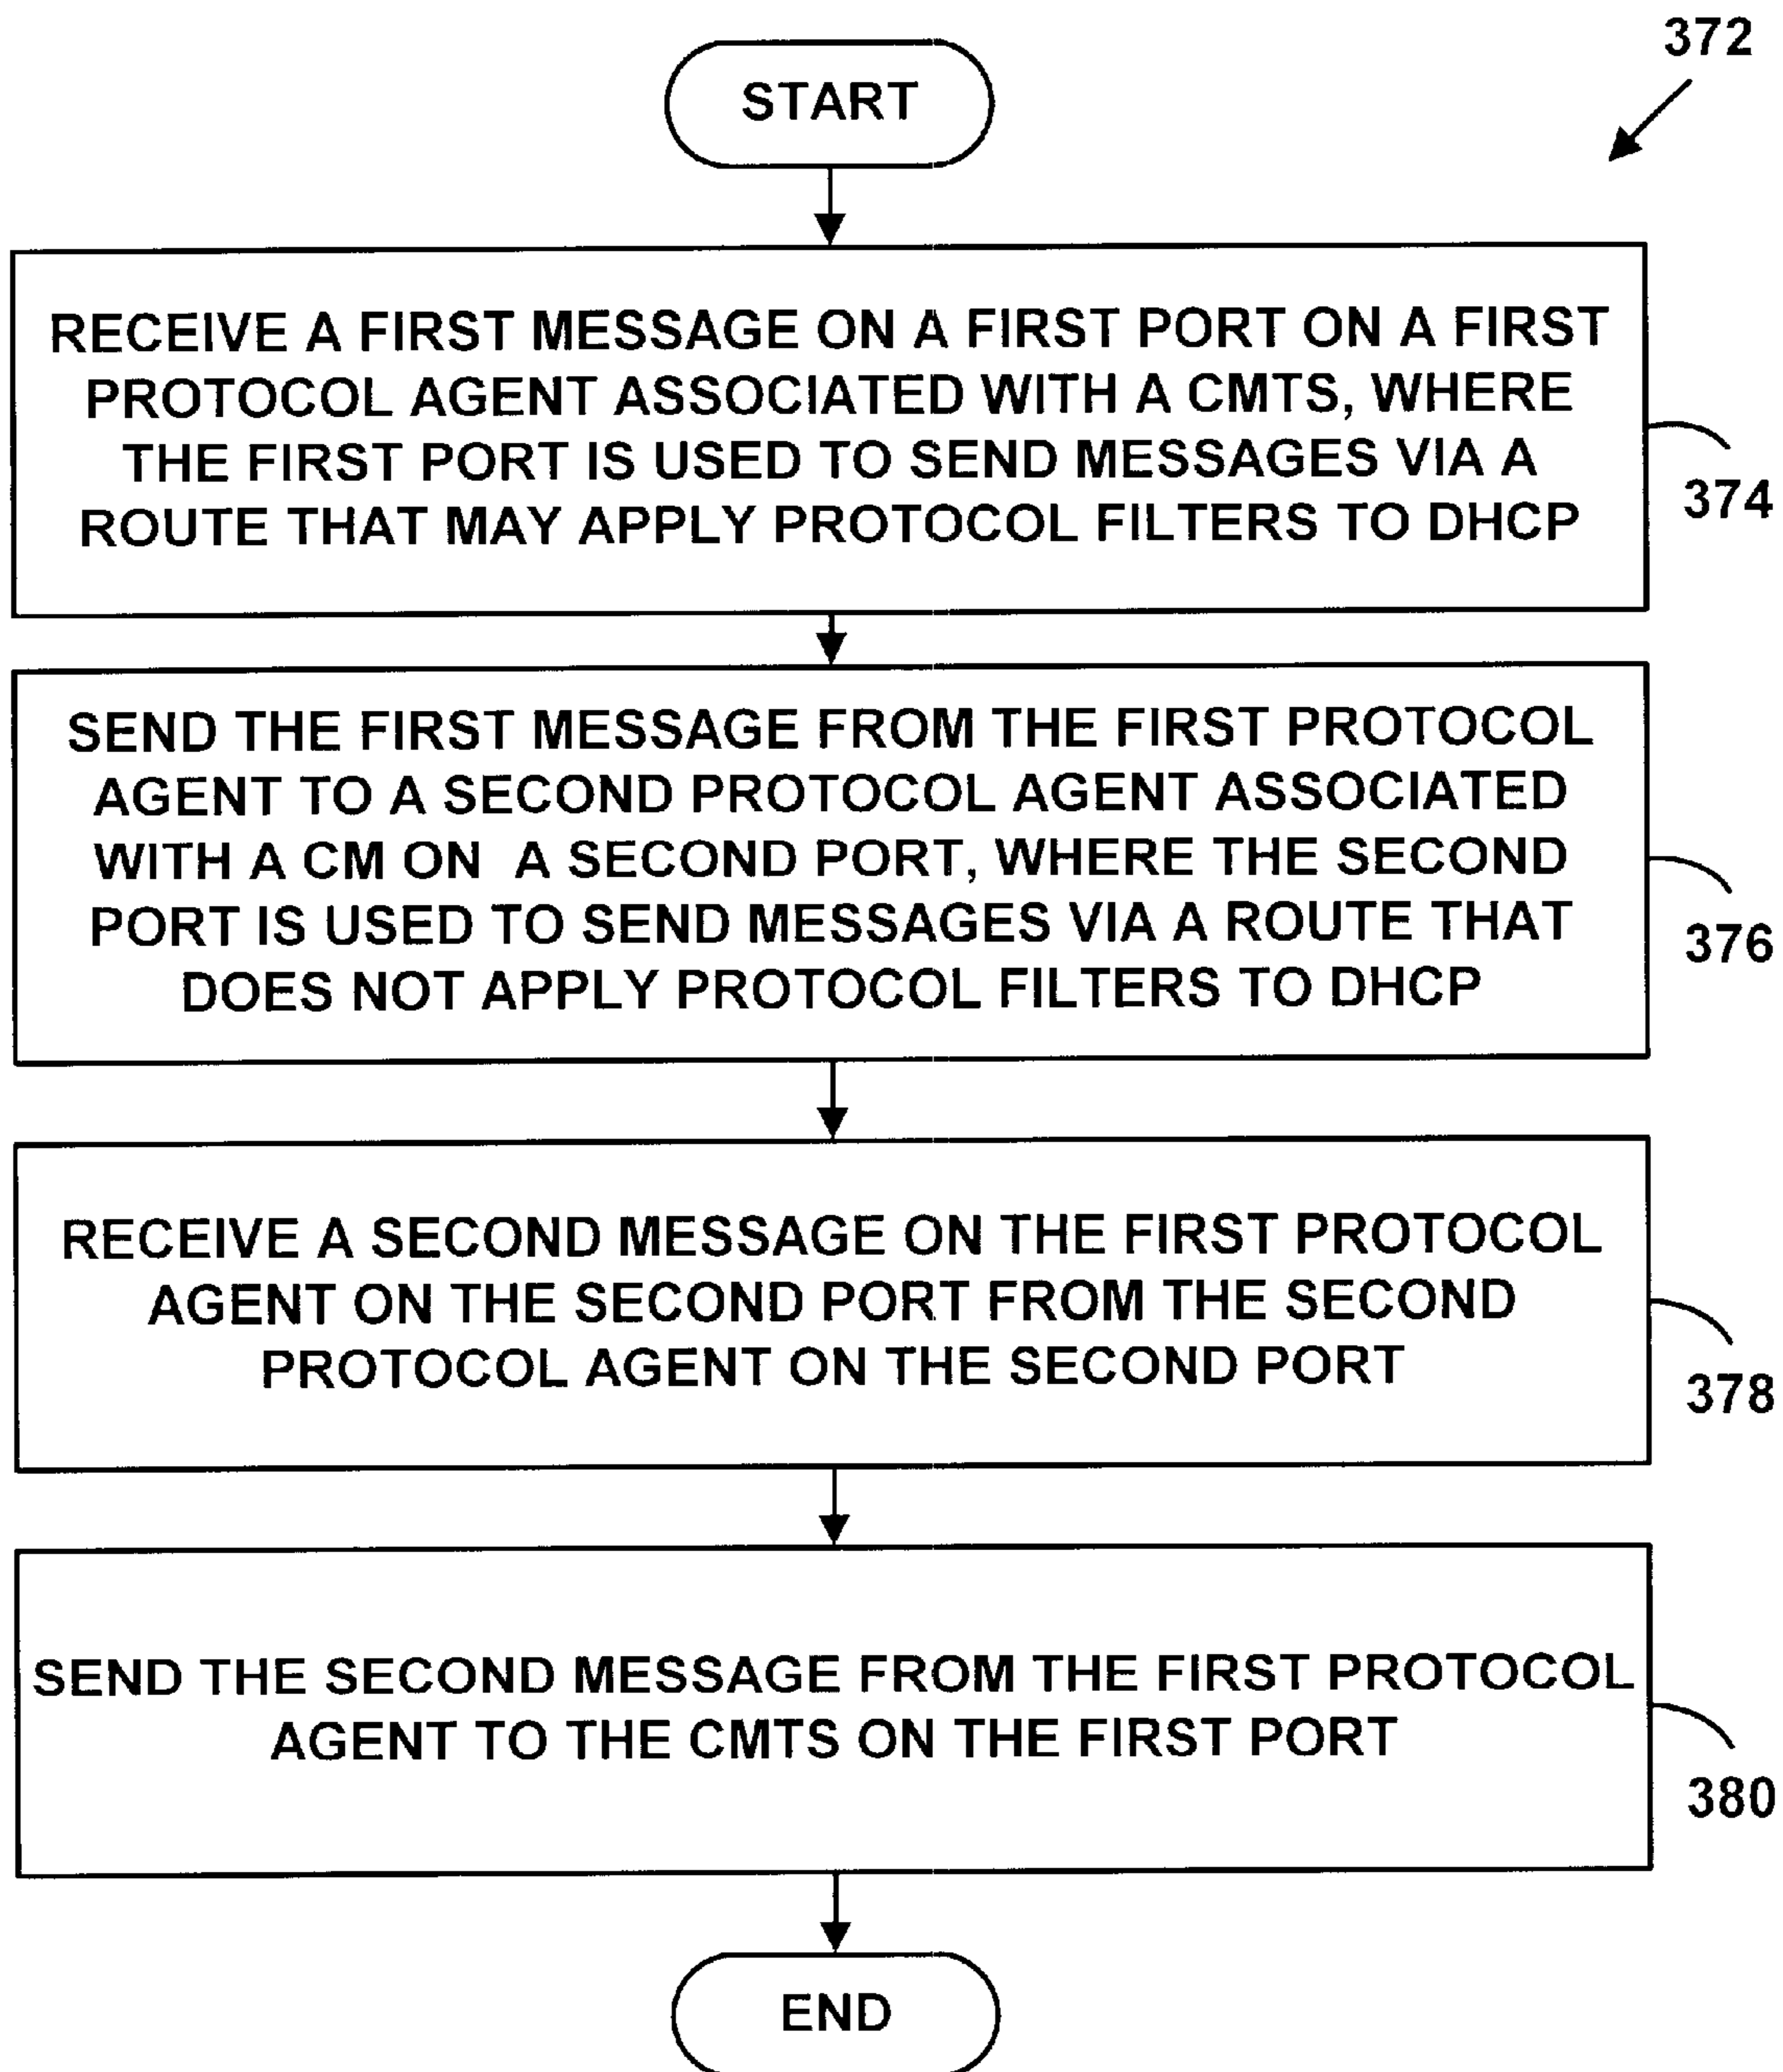 372
START
RECEIVE A FIRST MESSAGE ON A FIRST PORT ON A FIRST
PROTOCOL AGENT ASSOCIATED WITH A CMTS, WHERE
THE FIRST PORT IS USED TO SEND MESSAGES VIA A
ROUTE THAT MAY APPLY PROTOCOL FILTERS TO DHCP
374
SEND THE FIRST MESSAGE FROM THE FIRST PROTOCOL
AGENT TO A SECOND PROTOCOL AGENT ASSOCIATED
WITH A CM ON A SECOND PORT, WHERE THE SECOND
PORT IS USED TO SEND MESSAGES VIA A ROUTE THAT
DOES NOT APPLY PROTOCOL FILTERS TO DHCP
376
RECEIVE A SECOND MESSAGE ON THE FIRST PROTOCOL
AGENT ON THE SECOND PORT FROM THE SECOND
PROTOCOL AGENT ON THE SECOND PORT
378
SEND THE SECOND MESSAGE FROM THE FIRST PROTOCOL
AGENT TO THE CMTS ON THE FIRST PORT
380
END